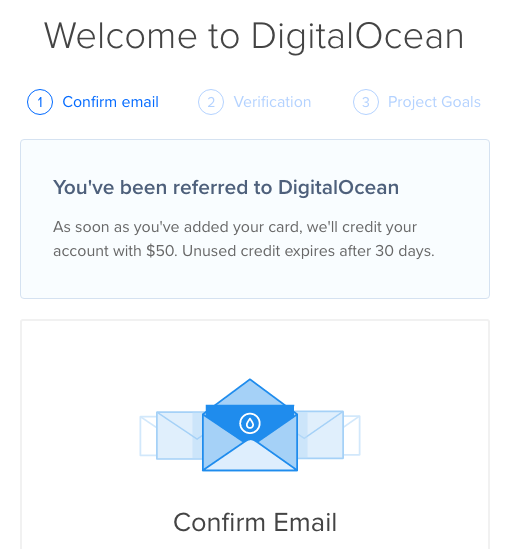 Welcome to DigitalOcean
1 Confirm email 2 Verification 3 Project Goals
You've been referred to DigitalOcean
As soon as you've added your card, we'll credit your
account with $50. Unused credit expires after 30 days.
Confirm Email